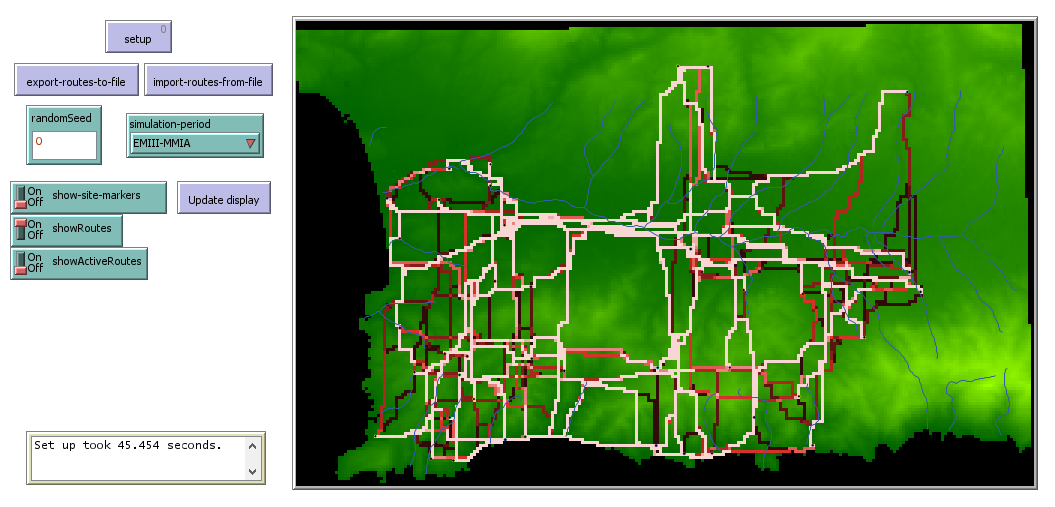 0
setup
export-routes-to-file
import-routes-from-file
randomSeed
0
simulation-period
EMIII-MMIA
On
Off
show-site-markers
Update display
On
Off
showRoutes
On
Off
showActiveRoutes
Set up took 45.454 seconds.